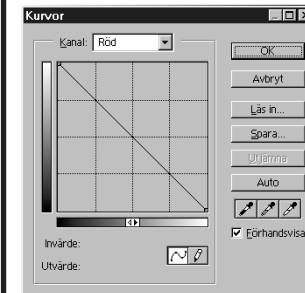 Kurvor
Kanal: Röd
OK
Avbryt
Läs in...
Spara...
Utjämna
Auto
Förhandsvisa
Invärde:
Utvärde: